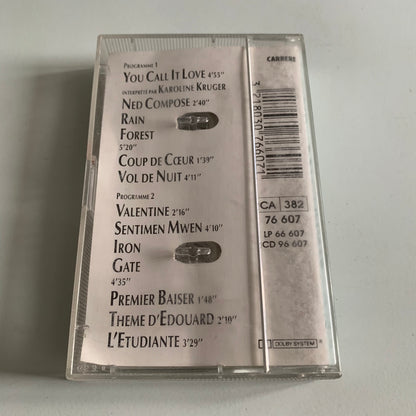 PROGRAMME 1
YOU CALL IT LOVE 4'55"
INTERPRÉTÉ PAR KAROLINE KRUGER
NED COMPOSE 2'40"
RAIN
FOREST
5'20"
COUP DE CŒUR 1'39"
VOL DE NUIT 4'11"
PROGRAMME 2
VALENTINE 2'16"
SENTIMEN MWEN 4'10"
IRON
GATE
4'35"
PREMIER BAISER 1'48"
THEME D'EDOUARD 2'10"
L'ETUDIANTE 3'29"
CARRERE
3 218030 766071
CA 382
76 607
LP 66 607
CD 96 607
DOLBY SYSTEM